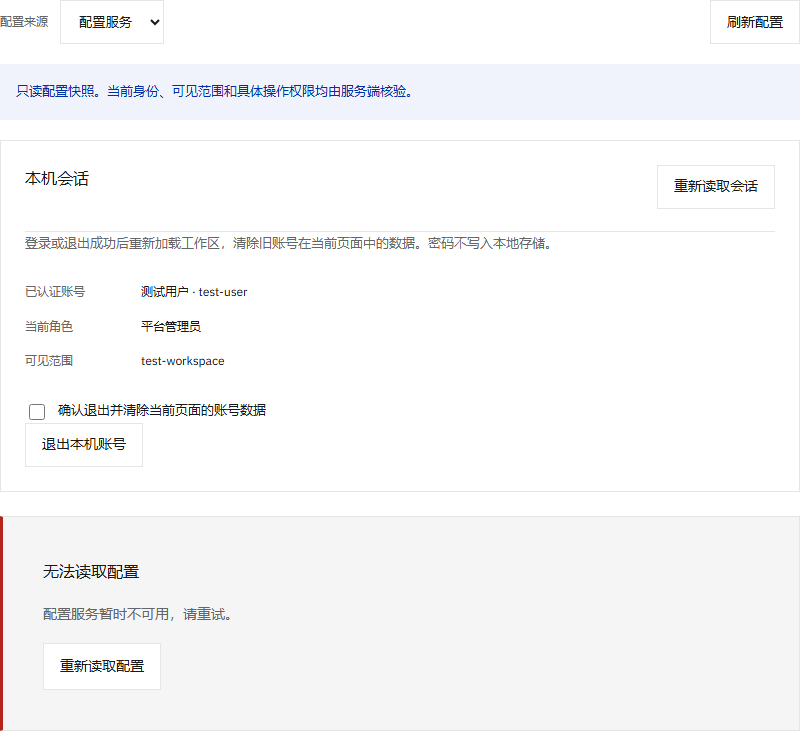 配置来源 配置服务 刷新配置
只读配置快照。当前身份、可见范围和具体操作权限均由服务端核验。
本机会话 重新读取会话
登录或退出成功后重新加载工作区，清除旧账号在当前页面中的数据。密码不写入本地存储。
已认证账号 测试用户 · test-user
当前角色 平台管理员
可见范围 test-workspace
确认退出并清除当前页面的账号数据
退出本机账号
无法读取配置
配置服务暂时不可用，请重试。
重新读取配置